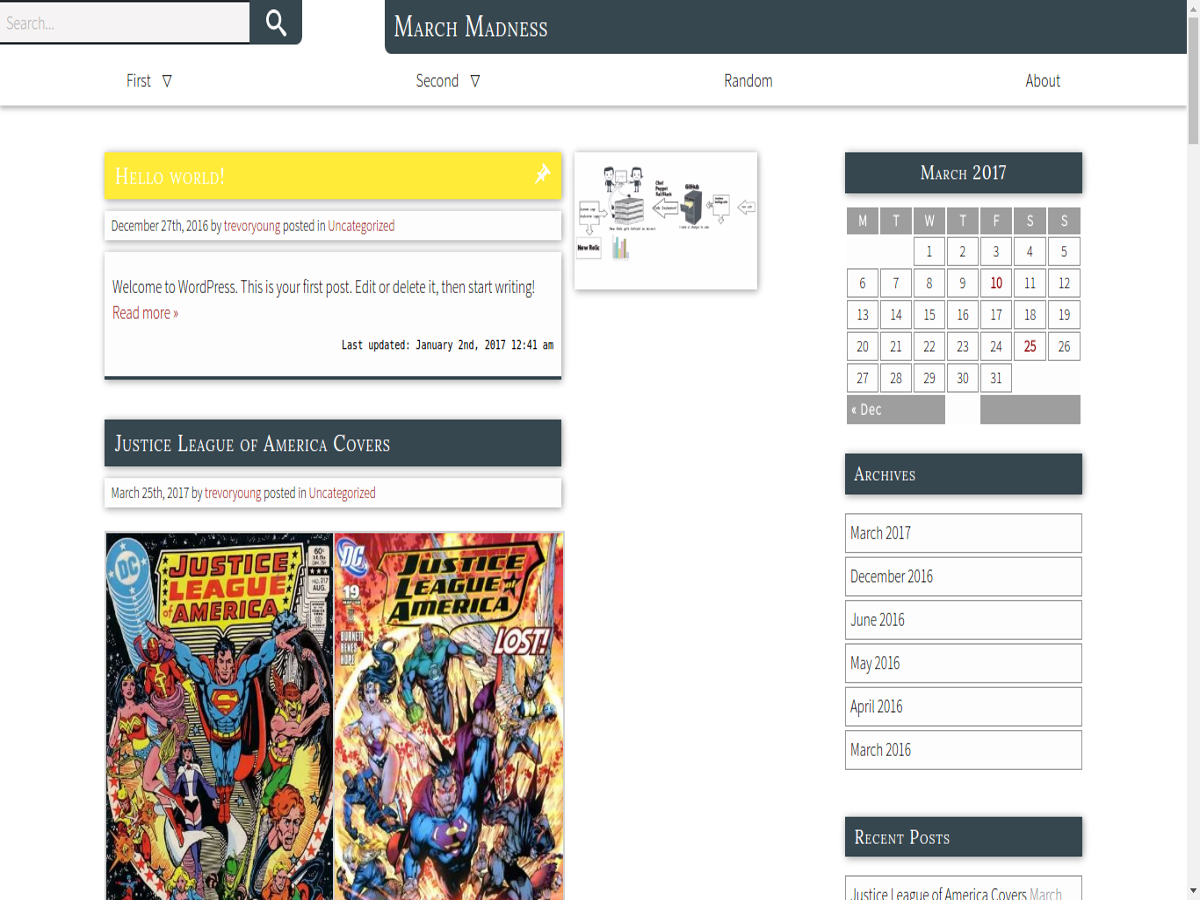 Search...
March Madness
First ▽
Second ▽
Random
About
Hello world!
December 27th, 2016 by trevoryoung posted in Uncategorized
Welcome to WordPress. This is your first post. Edit or delete it, then start writing!
Read more »
Last updated: January 2nd, 2017 12:41 am
Chef
Puppet
GitHub
New Relic
Justice League of America Covers
March 25th, 2017 by trevoryoung posted in Uncategorized
DC
JUSTICE
LEAGUE
of AMERICA
60¢
NO. 217
AUG.
DC
19
JUSTICE
LEAGUE of
AMERICA
LOST!
BURNETT
BENES
HOPE
March 2017
M T W T F S S
1 2 3 4 5
6 7 8 9 10 11 12
13 14 15 16 17 18 19
20 21 22 23 24 25 26
27 28 29 30 31
« Dec
Archives
March 2017
December 2016
June 2016
May 2016
April 2016
March 2016
Recent Posts
Justice League of America Covers March